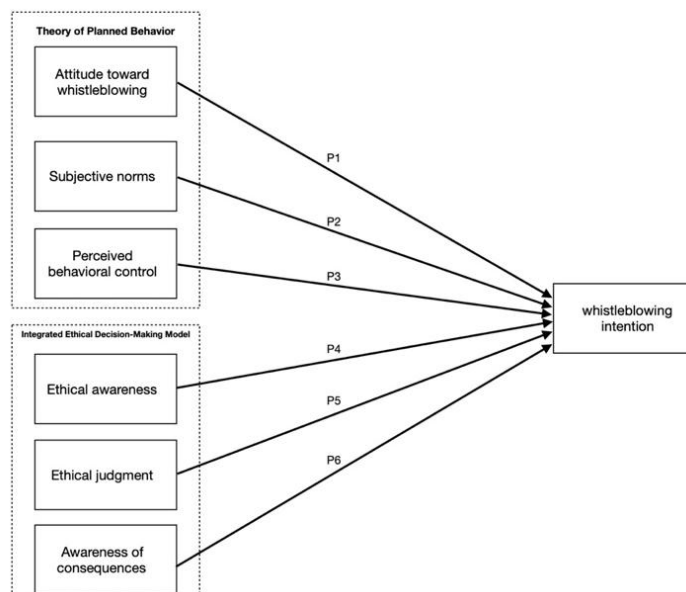 Theory of Planned Behavior
Attitude toward
whistleblowing
P1
Subjective norms
P2
Perceived
behavioral control
P3
whistleblowing
intention
Integrated Ethical Decision-Making Model
P4
Ethical awareness
P5
Ethical judgment
P6
Awareness of
consequences